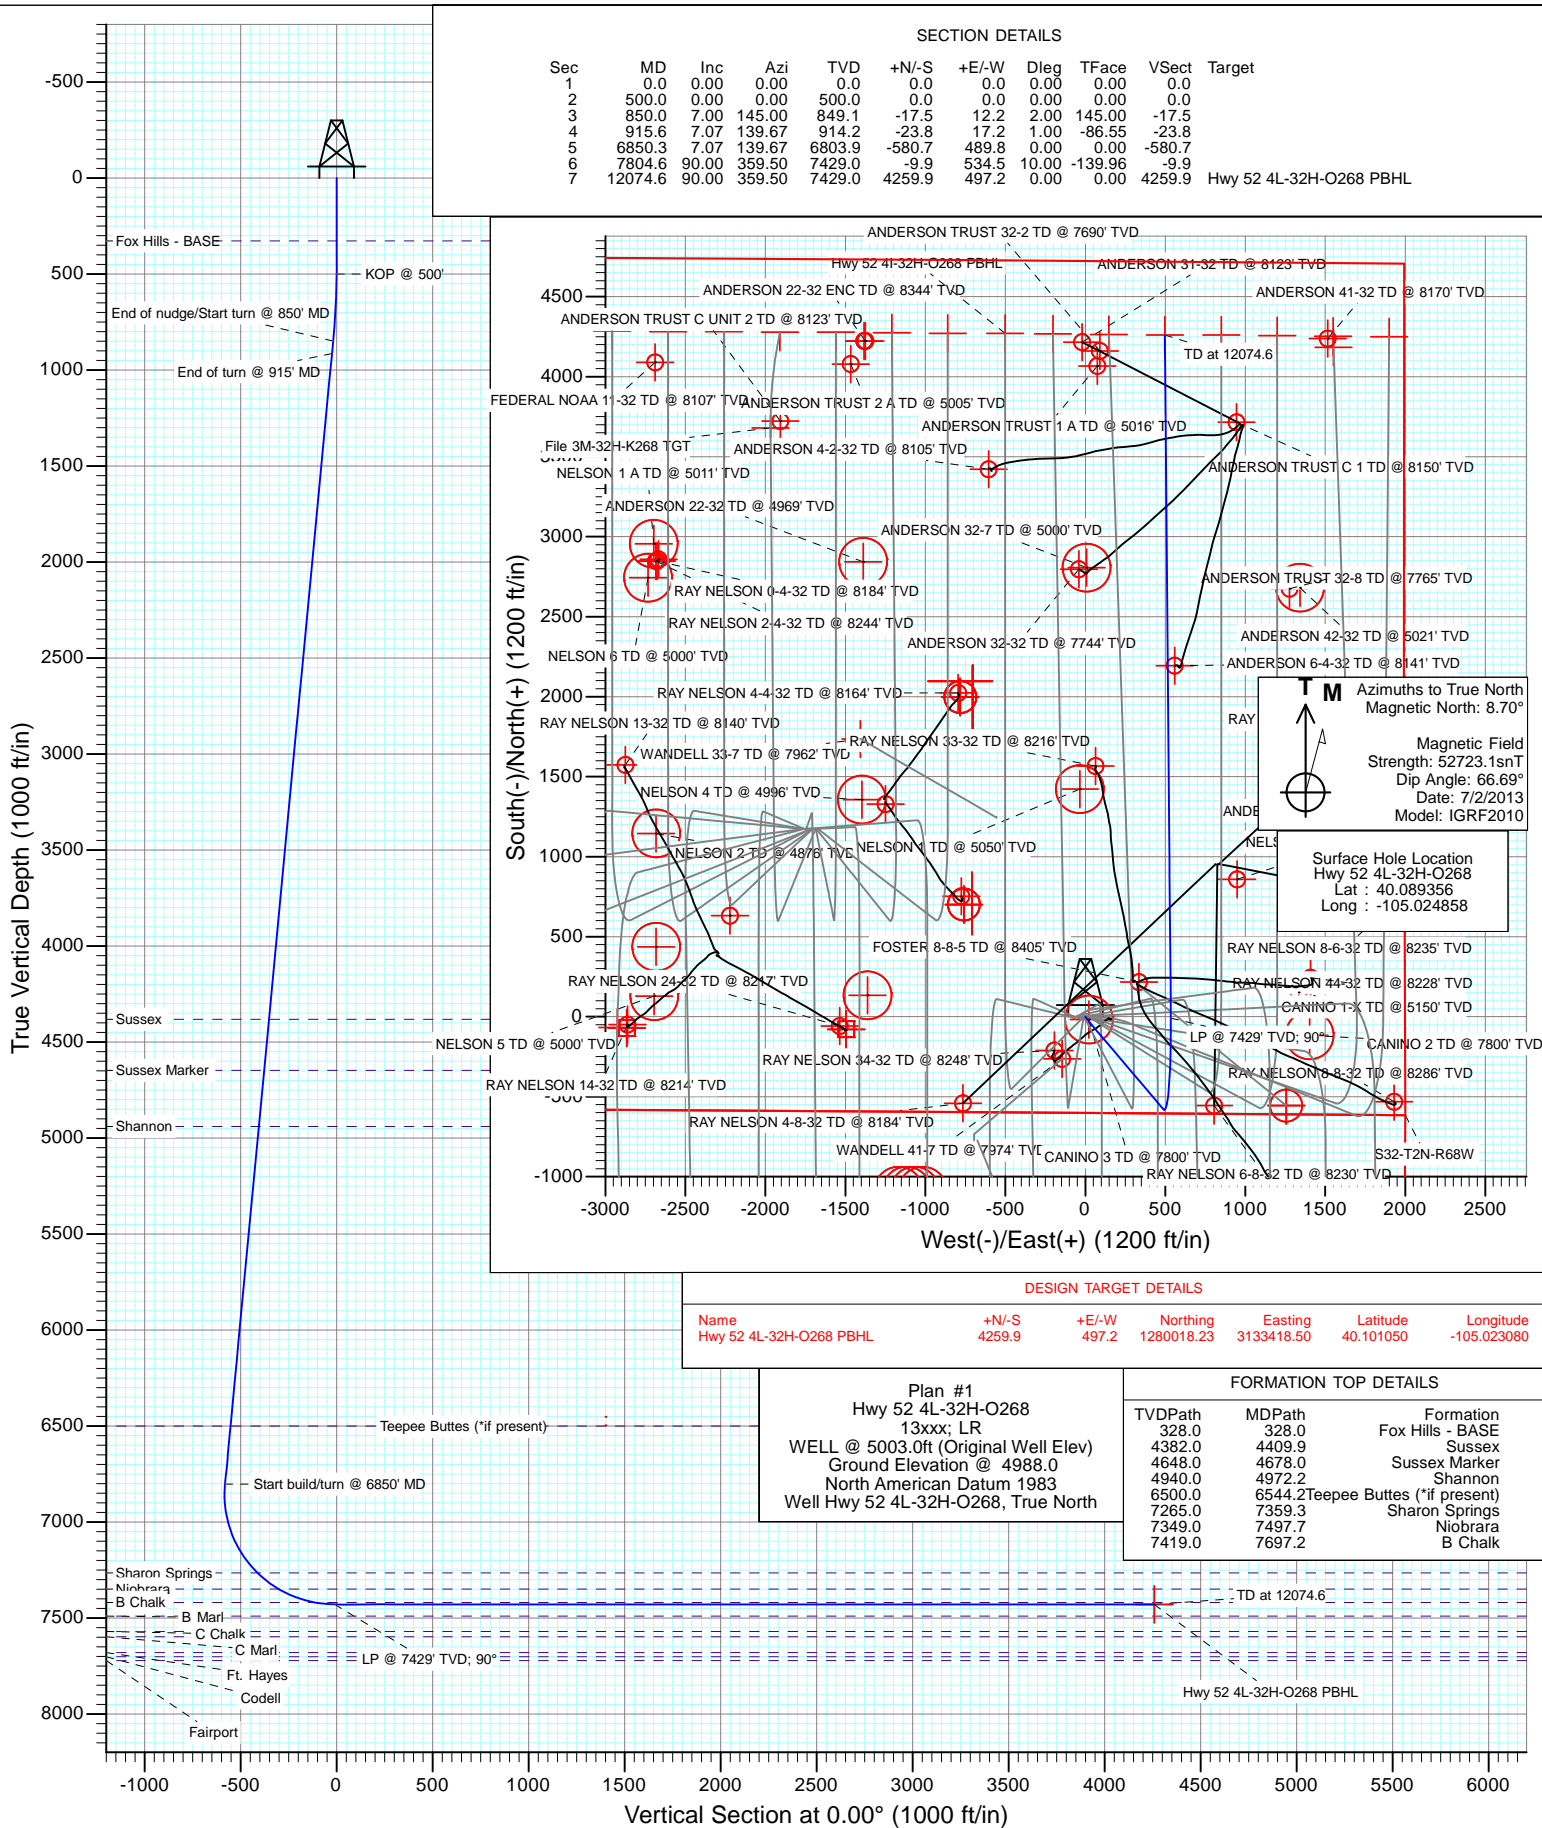 SECTION DETAILS
Sec MD Inc Azi TVD +N/-S +E/-W Dleg TFace VSect Target
1 0.0 0.00 0.00 0.0 0.0 0.0 0.00 0.00 0.0
2 500.0 0.00 0.00 500.0 0.0 0.0 0.00 0.00 0.0
3 850.0 7.00 145.00 849.1 -17.5 12.2 2.00 145.00 -17.5
4 915.6 7.07 139.67 914.2 -23.8 17.2 1.00 -86.55 -23.8
5 6850.3 7.07 139.67 6803.9 -580.7 489.8 0.00 0.00 -580.7
6 7804.6 90.00 359.50 7429.0 -9.9 534.5 10.00 -139.96 -9.9
7 12074.6 90.00 359.50 7429.0 4259.9 497.2 0.00 0.00 4259.9 Hwy 52 4L-32H-O268 PBHL
True Vertical Depth (1000 ft/in)
-500
0
500
1000
1500
2000
2500
3000
3500
4000
4500
5000
5500
6000
6500
7000
7500
8000
Fox Hills - BASE
KOP @ 500'
End of nudge/Start turn @ 850' MD
End of turn @ 915' MD
Sussex
Sussex Marker
Shannon
Teepee Buttes (*if present)
Start build/turn @ 6850' MD
Sharon Springs
Niobrara
B Chalk
B Marl
C Chalk
C Marl
Ft. Hayes
Codell
Fairport
LP @ 7429' TVD; 90°
TD at 12074.6
Hwy 52 4L-32H-O268 PBHL
-1000 -500 0 500 1000 1500 2000 2500 3000 3500 4000 4500 5000 5500 6000
Vertical Section at 0.00° (1000 ft/in)
South(-)/North(+) (1200 ft/in)
4500
4000
3000
2500
2000
1500
1000
500
0
-500
-1000
-3000 -2500 -2000 -1500 -1000 -500 0 500 1000 1500 2000 2500
West(-)/East(+) (1200 ft/in)
ANDERSON TRUST 32-2 TD @ 7690' TVD
Hwy 52 4l-32H-O268 PBHL
ANDERSON 31-32 TD @ 8123' TVD
ANDERSON 22-32 ENC TD @ 8344' TVD
ANDERSON 41-32 TD @ 8170' TVD
ANDERSON TRUST C UNIT 2 TD @ 8123' TVD
TD at 12074.6
FEDERAL NOAA 11-32 TD @ 8107' TVD
ANDERSON TRUST 2 A TD @ 5005' TVD
ANDERSON TRUST 1 A TD @ 5016' TVD
File 3M-32H-K268 TGT
ANDERSON 4-2-32 TD @ 8105' TVD
NELSON 1 A TD @ 5011' TVD
ANDERSON TRUST C 1 TD @ 8150' TVD
ANDERSON 22-32 TD @ 4969' TVD
ANDERSON 32-7 TD @ 5000' TVD
ANDERSON TRUST 32-8 TD @ 7765' TVD
RAY NELSON 0-4-32 TD @ 8184' TVD
RAY NELSON 2-4-32 TD @ 8244' TVD
ANDERSON 32-32 TD @ 7744' TVD
ANDERSON 42-32 TD @ 5021' TVD
NELSON 6 TD @ 5000' TVD
ANDERSON 6-4-32 TD @ 8141' TVD
RAY NELSON 4-4-32 TD @ 8164' TVD
RAY NELSON 13-32 TD @ 8140' TVD
RAY
WANDELL 33-7 TD @ 7962' TVD
RAY NELSON 33-32 TD @ 8216' TVD
NELSON 4 TD @ 4996' TVD
NELSON 2 TD @ 4876' TVD
NELSON 1 TD @ 5050' TVD
FOSTER 8-8-5 TD @ 8405' TVD
RAY NELSON 8-6-32 TD @ 8235' TVD
RAY NELSON 24-32 TD @ 8217' TVD
RAY NELSON 44-32 TD @ 8228' TVD
CANINO 1-X TD @ 5150' TVD
NELSON 5 TD @ 5000' TVD
LP @ 7429' TVD; 90°
CANINO 2 TD @ 7800' TVD
RAY NELSON 34-32 TD @ 8248' TVD
RAY NELSON 14-32 TD @ 8214' TVD
RAY NELSON 8-8-32 TD @ 8286' TVD
RAY NELSON 4-8-32 TD @ 8184' TVD
WANDELL 41-7 TD @ 7974' TVD
CANINO 3 TD @ 7800' TVD
S32-T2N-R68W
RAY NELSON 6-8-32 TD @ 8230' TVD
T M
Azimuths to True North
Magnetic North: 8.70°
Magnetic Field
Strength: 52723.1snT
Dip Angle: 66.69°
Date: 7/2/2013
Model: IGRF2010
Surface Hole Location
Hwy 52 4L-32H-O268
Lat : 40.089356
Long : -105.024858
DESIGN TARGET DETAILS
Name +N/-S +E/-W Northing Easting Latitude Longitude
Hwy 52 4L-32H-O268 PBHL 4259.9 497.2 1280018.23 3133418.50 40.101050 -105.023080
Plan #1
Hwy 52 4L-32H-O268
13xxx; LR
WELL @ 5003.0ft (Original Well Elev)
Ground Elevation @ 4988.0
North American Datum 1983
Well Hwy 52 4L-32H-O268, True North
FORMATION TOP DETAILS
TVDPath MDPath Formation
328.0 328.0 Fox Hills - BASE
4382.0 4409.9 Sussex
4648.0 4678.0 Sussex Marker
4940.0 4972.2 Shannon
6500.0 6544.2 Teepee Buttes (*if present)
7265.0 7359.3 Sharon Springs
7349.0 7497.7 Niobrara
7419.0 7697.2 B Chalk